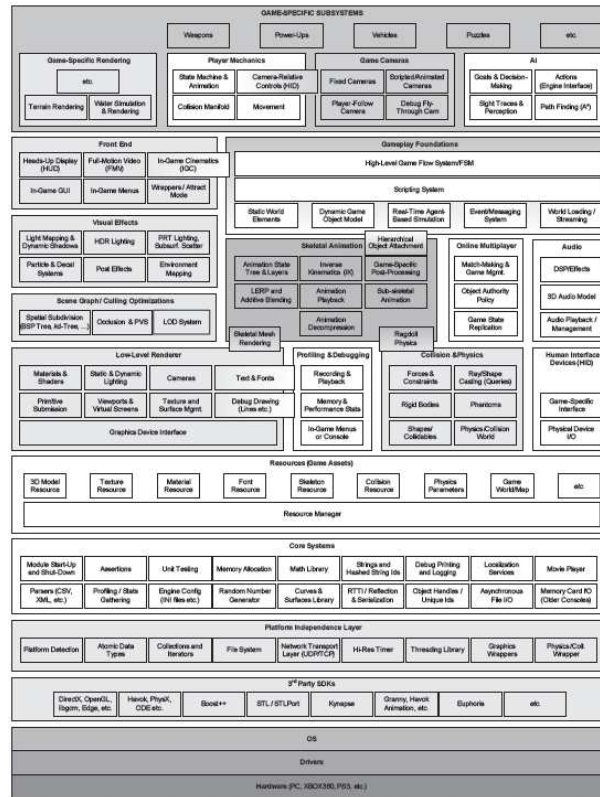 GAME-SPECIFIC SUBSYSTEMS
Weapons
Power-Ups
Vehicles
Puzzles
etc.
Game-Specific Rendering
etc.
Terrain Rendering
Water Simulation
& Rendering
Player Mechanics
State Machine &
Animation
Camera-Relative
Controls (HID)
Collision Manifold
Movement
Game Cameras
Fixed Cameras
Scripted/Animated
Cameras
Player-Follow
Camera
Debug Fly-
Through Cam
AI
Goals & Decision-
Making
Actions
(Engine Interface)
Sight Traces &
Perception
Path Finding (A*)
Front End
Heads-Up Display
(HUD)
Full-Motion Video
(FMV)
In-Game Cinematics
(IGC)
In-Game GUI
In-Game Menus
Wrappers / Attract
Mode
Gameplay Foundations
High-Level Game Flow System/FSM
Scripting System
Static World
Elements
Dynamic Game
Object Model
Real-Time Agent-
Based Simulation
Event/Messaging
System
World Loading /
Streaming
Visual Effects
Light Mapping &
Dynamic Shadows
HDR Lighting
PRT Lighting,
Subsurf. Scatter
Particle & Decal
Systems
Post Effects
Environment
Mapping
Skeletal Animation
Hierarchical
Object Attachment
Animation State
Tree & Layers
Inverse
Kinematics (IK)
Game-Specific
Post-Processing
LERP and
Additive Blending
Animation
Playback
Sub-skeletal
Animation
Animation
Decompression
Skeletal Mesh
Rendering
Ragdoll
Physics
Online Multiplayer
Match-Making &
Game Mgmt.
Object Authority
Policy
Game State
Replication
Audio
DSP/Effects
3D Audio Model
Audio Playback /
Management
Scene Graph / Culling Optimizations
Spatial Subdivision
(BSP Tree, kd-Tree, ...)
Occlusion & PVS
LOD System
Low-Level Renderer
Materials &
Shaders
Static & Dynamic
Lighting
Cameras
Text & Fonts
Primitive
Submission
Viewports &
Virtual Screens
Texture and
Surface Mgmt.
Debug Drawing
(Lines etc.)
Graphics Device Interface
Profiling & Debugging
Recording &
Playback
Memory &
Performance Stats
In-Game Menus
or Console
Collision & Physics
Forces &
Constraints
Ray/Shape
Casting (Queries)
Rigid Bodies
Phantoms
Shapes/
Collidables
Physics/Collision
World
Human Interface
Devices (HID)
Game-Specific
Interface
Physical Device
I/O
Resources (Game Assets)
3D Model
Resource
Texture
Resource
Material
Resource
Font
Resource
Skeleton
Resource
Collision
Resource
Physics
Parameters
Game
World/Map
etc.
Resource Manager
Core Systems
Module Start-Up
and Shut-Down
Assertions
Unit Testing
Memory Allocation
Math Library
Strings and
Hashed String Ids
Debug Printing
and Logging
Localization
Services
Movie Player
Parsers (CSV,
XML, etc.)
Profiling / Stats
Gathering
Engine Config
(INI files etc.)
Random Number
Generator
Curves &
Surfaces Library
RTTI / Reflection
& Serialization
Object Handles /
Unique Ids
Asynchronous
File I/O
Memory Card I/O
(Older Consoles)
Platform Independence Layer
Platform Detection
Atomic Data
Types
Collections and
Iterators
File System
Network Transport
Layer (UDP/TCP)
Hi-Res Timer
Threading Library
Graphics
Wrappers
Physics/Coll.
Wrapper
3rd Party SDKs
DirectX, OpenGL,
libgcm, Edge, etc.
Havok, PhysX,
ODE etc.
Boost++
STL / STLPort
Kynapse
Granny, Havok
Animation, etc.
Euphoria
etc.
OS
Drivers
Hardware (PC, XBOX360, PS3, etc.)